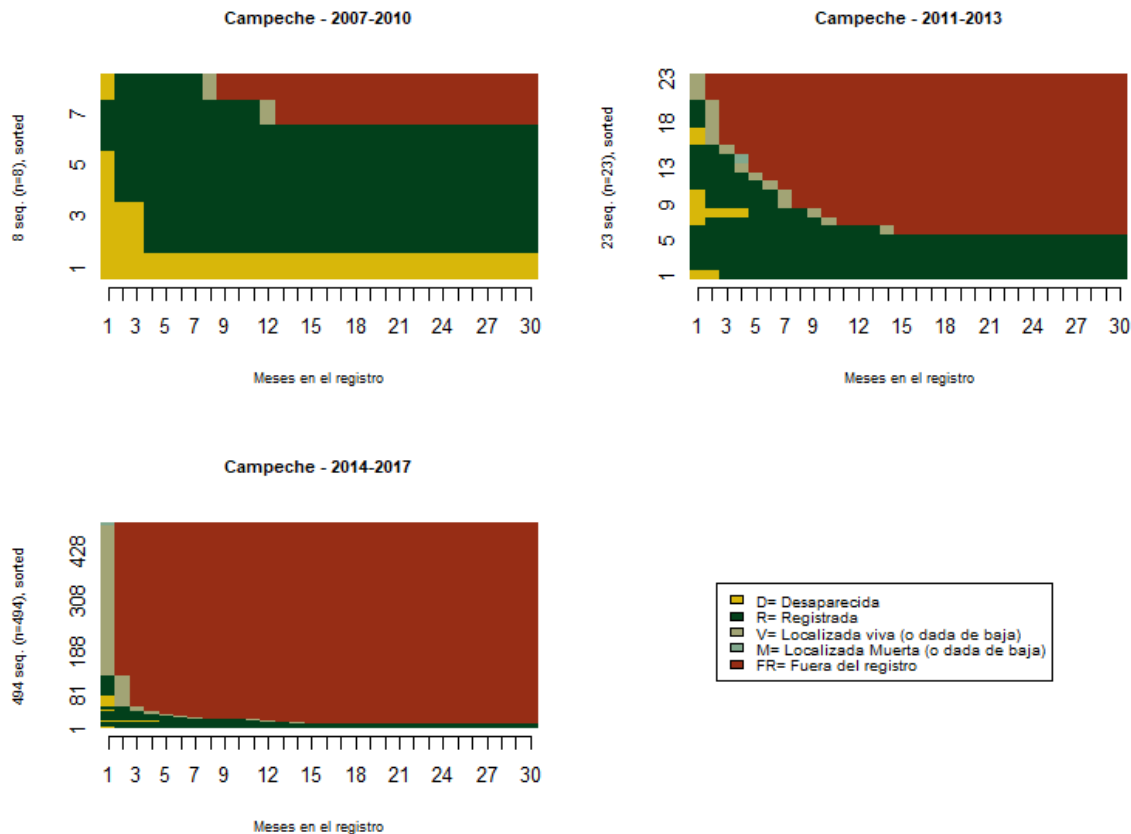 Campeche - 2007-2010
8 seq. (n=8), sorted
7
5
3
1
1 3 5 7 9 12 15 18 21 24 27 30
Meses en el registro
Campeche - 2011-2013
23 seq. (n=23), sorted
23
18
13
9
5
1
1 3 5 7 9 12 15 18 21 24 27 30
Meses en el registro
Campeche - 2014-2017
494 seq. (n=494), sorted
428
308
188
81
1
1 3 5 7 9 12 15 18 21 24 27 30
Meses en el registro
D= Desaparecida
R= Registrada
V= Localizada viva (o dada de baja)
M= Localizada Muerta (o dada de baja)
FR= Fuera del registro